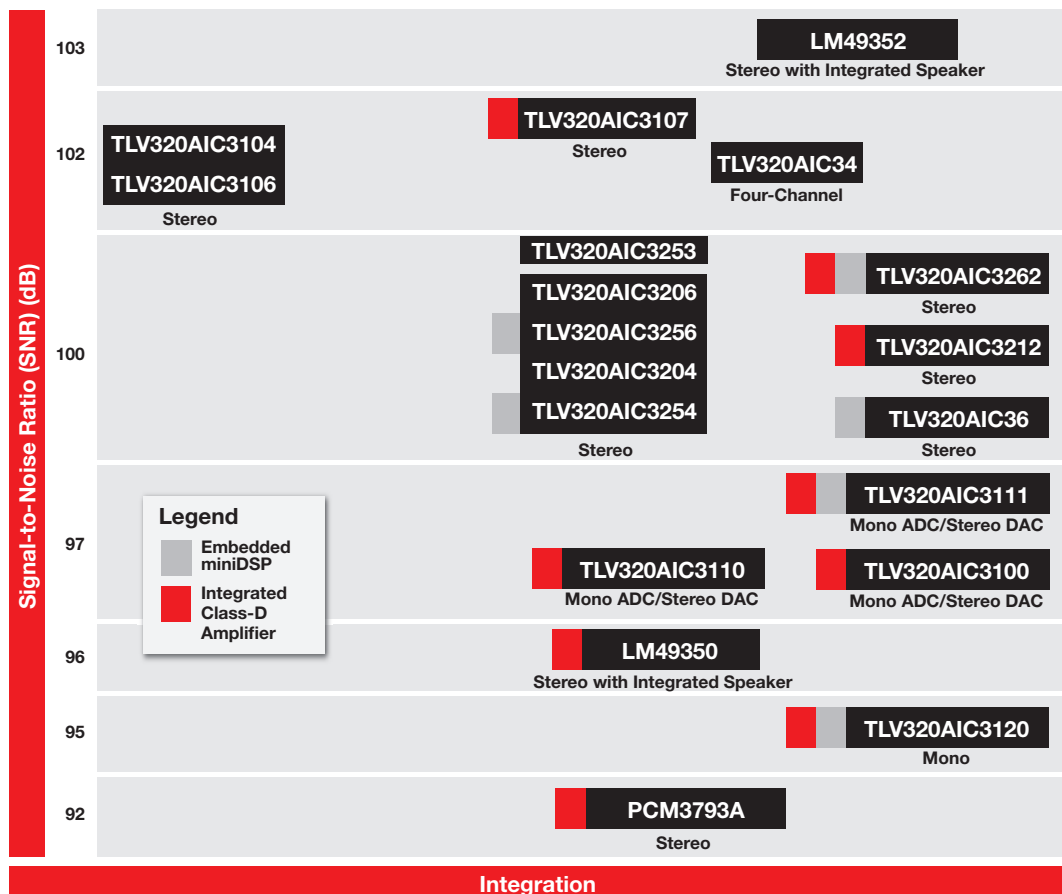 Signal-to-Noise Ratio (SNR) (dB)
103
LM49352
Stereo with Integrated Speaker
102
TLV320AIC3104
TLV320AIC3106
Stereo
TLV320AIC3107
Stereo
TLV320AIC34
Four-Channel
100
TLV320AIC3253
TLV320AIC3206
TLV320AIC3256
TLV320AIC3204
TLV320AIC3254
Stereo
TLV320AIC3262
Stereo
TLV320AIC3212
Stereo
TLV320AIC36
Stereo
97
Legend
Embedded
miniDSP
Integrated
Class-D
Amplifier
TLV320AIC3110
Mono ADC/Stereo DAC
TLV320AIC3111
Mono ADC/Stereo DAC
TLV320AIC3100
Mono ADC/Stereo DAC
96
LM49350
Stereo with Integrated Speaker
95
TLV320AIC3120
Mono
92
PCM3793A
Stereo
Integration